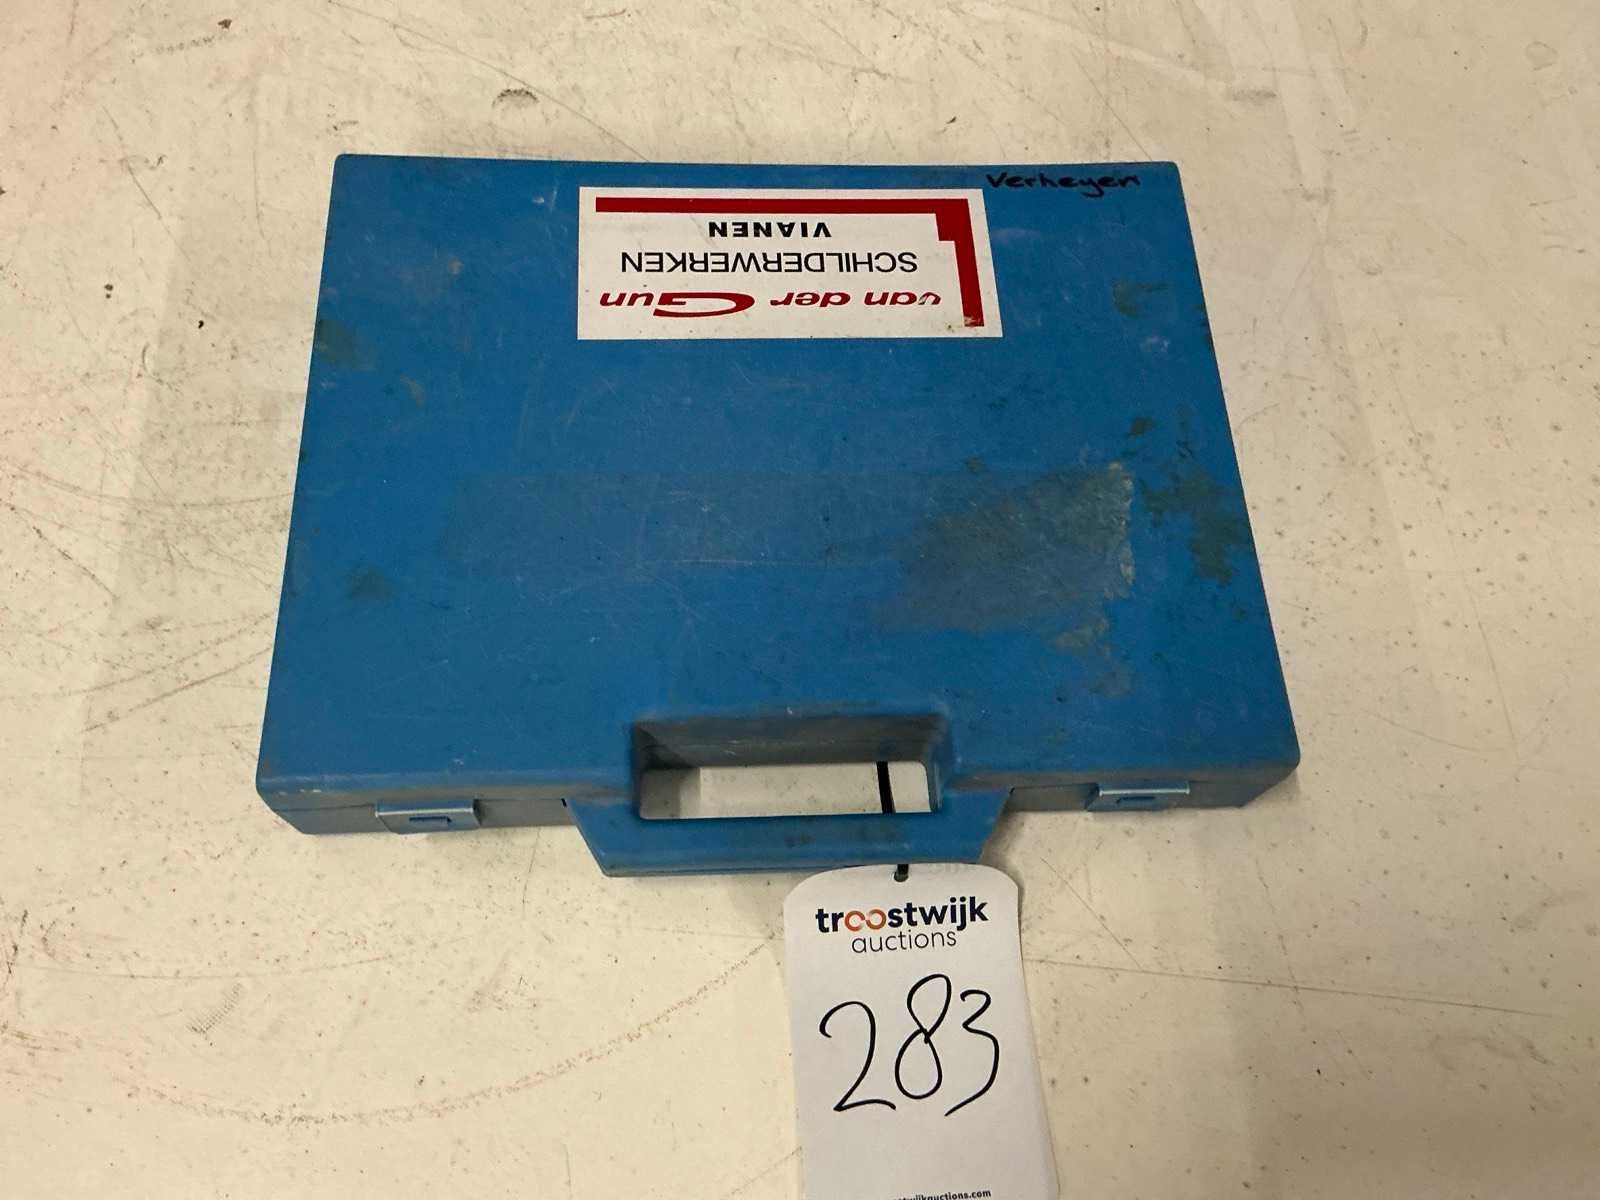 Verheyen
van der Gun
SCHILDERWERKEN
VIANEN
troostwijk
auctions
283